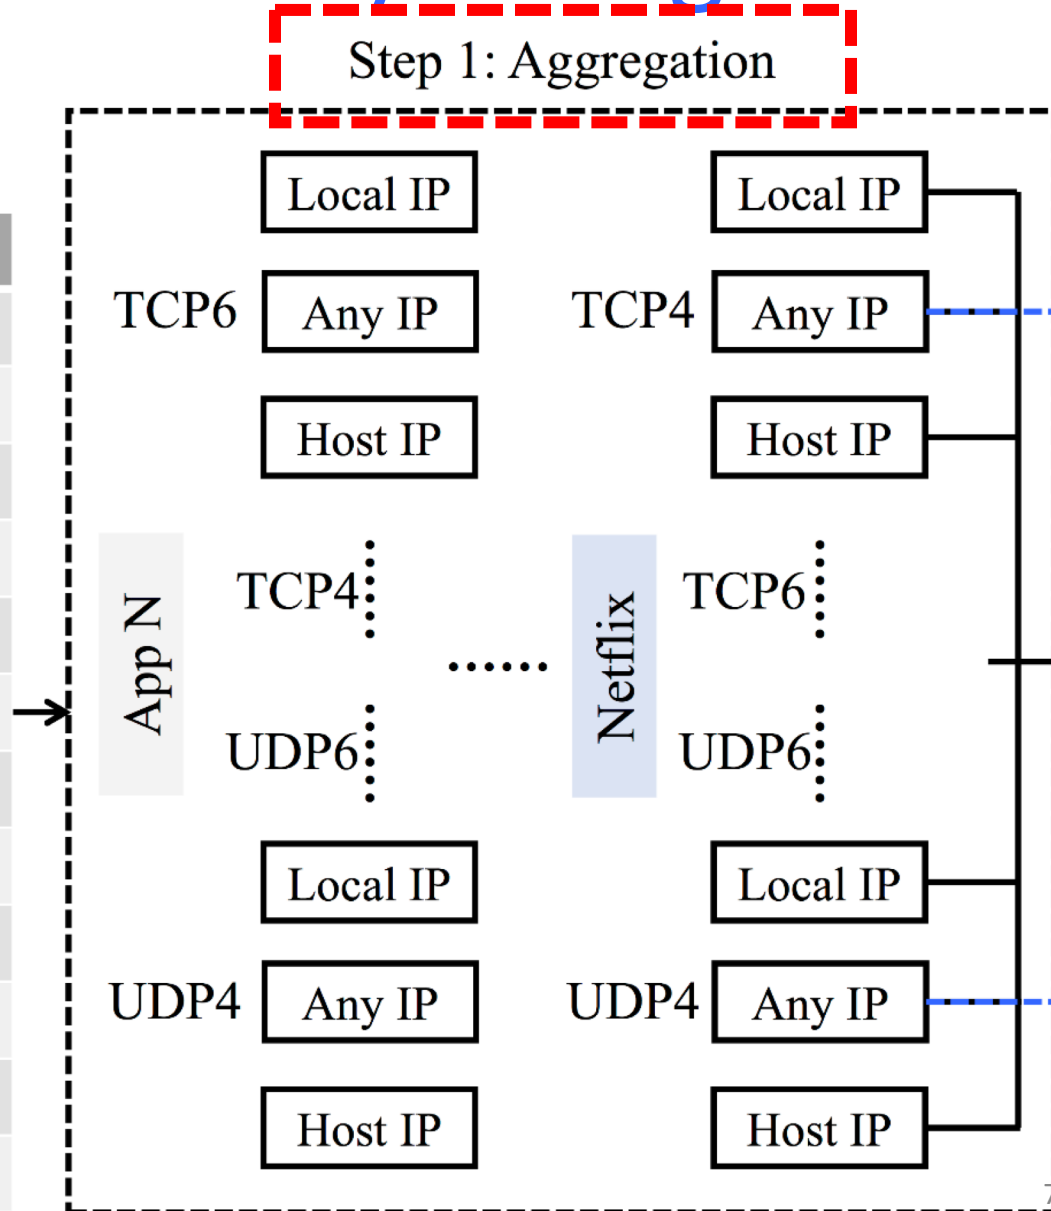 Step 1: Aggregation
Local IP
TCP6
Any IP
Host IP
App N
TCP4
UDP6
Local IP
UDP4
Any IP
Host IP
......
Local IP
TCP4
Any IP
Host IP
Netflix
TCP6
UDP6
Local IP
UDP4
Any IP
Host IP